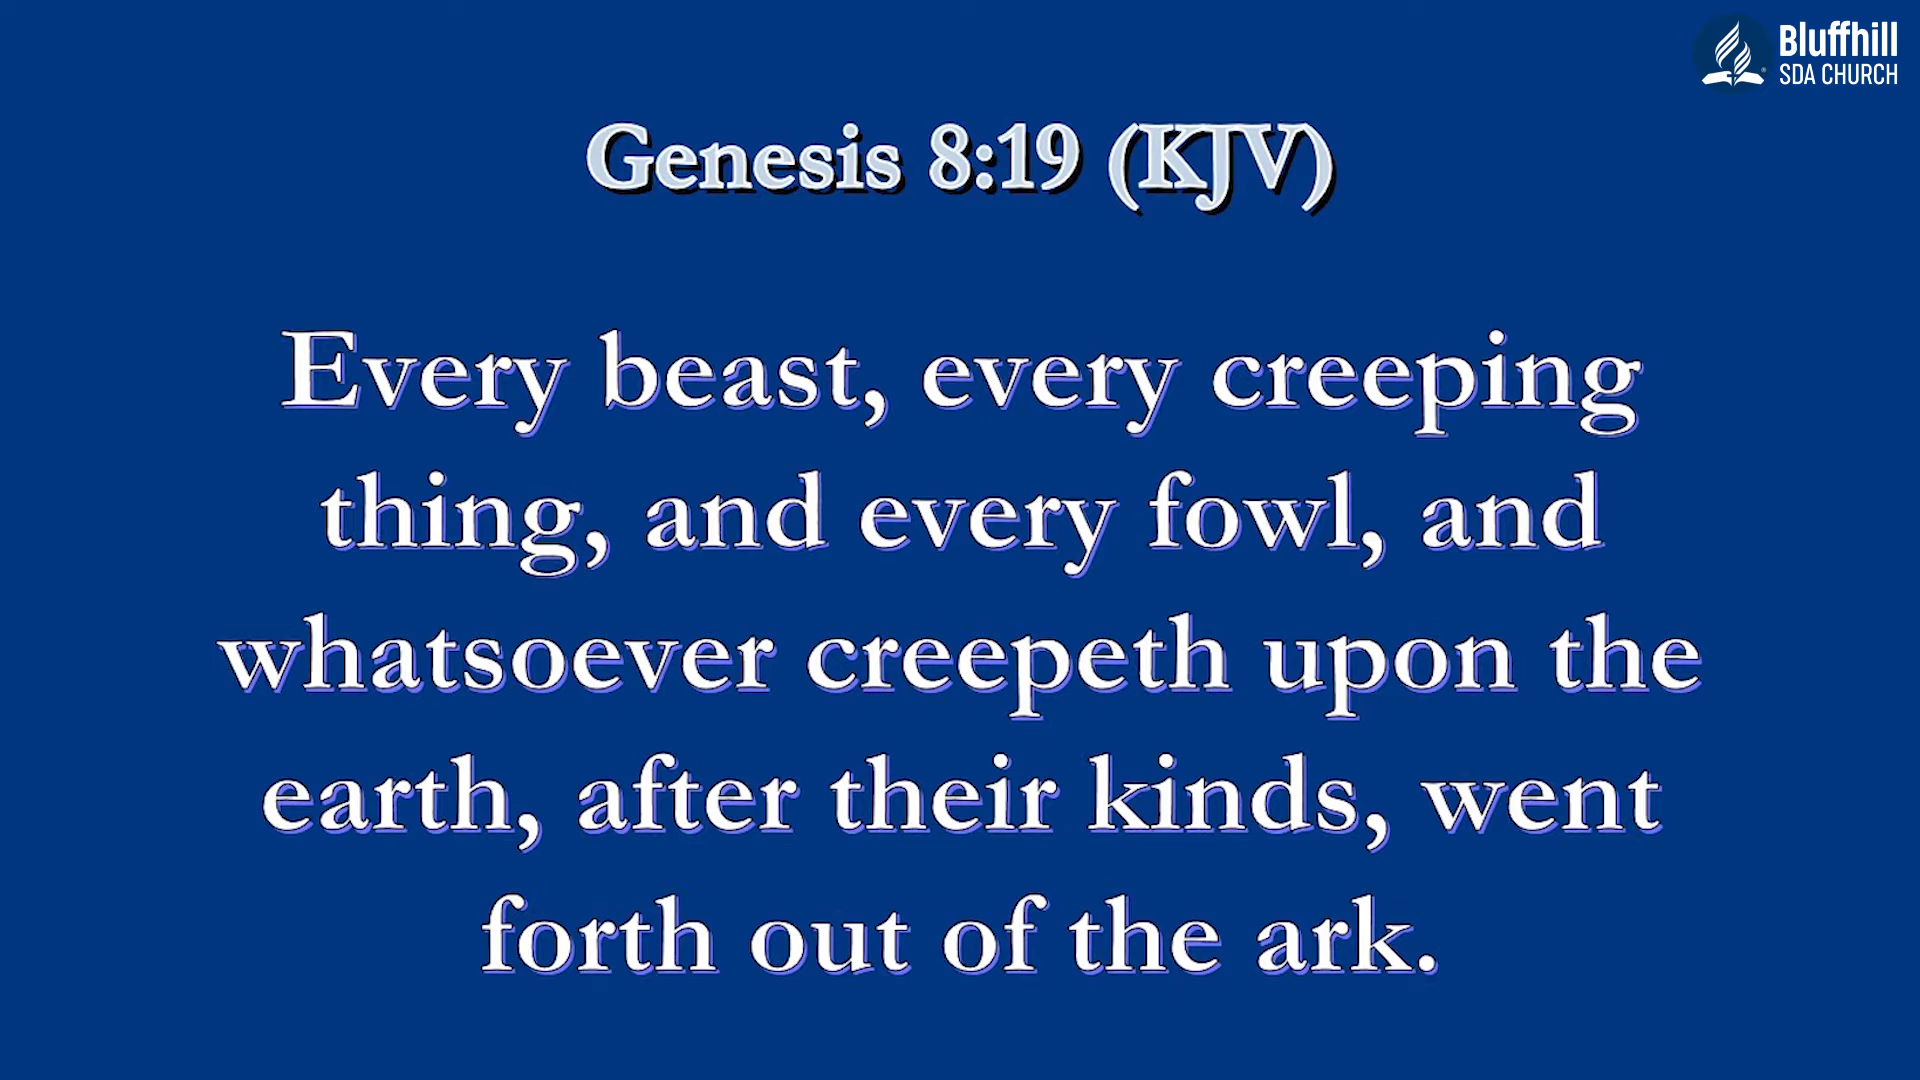 Bluffhill
SDA CHURCH
Genesis 8:19 (KJV)
Every beast, every creeping
thing, and every fowl, and
whatsoever creepeth upon the
earth, after their kinds, went
forth out of the ark.